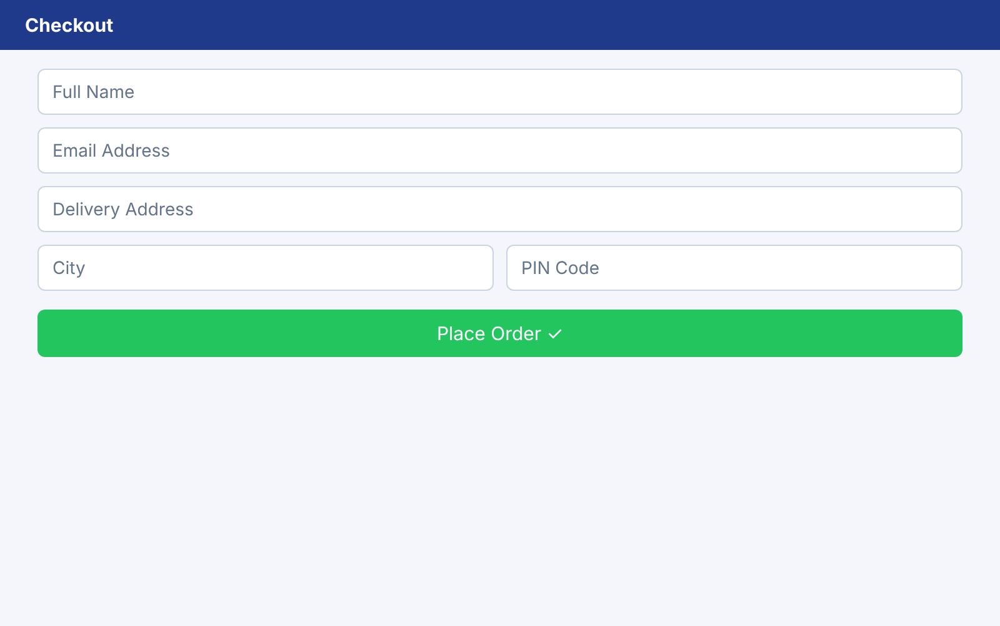 Checkout
Full Name
Email Address
Delivery Address
City
PIN Code
Place Order ✓